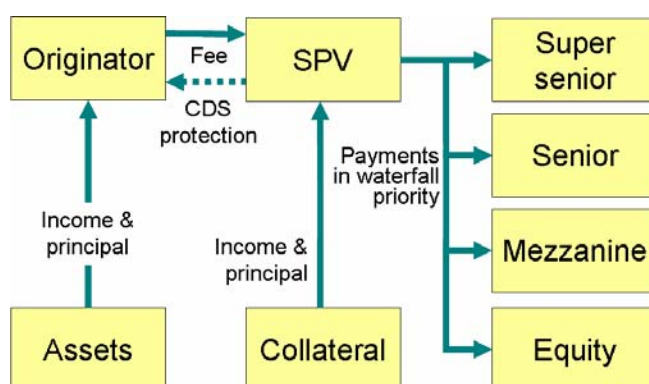 Originator
Fee
SPV
CDS
protection
Super
senior
Payments
in waterfall
priority
Senior
Income &
principal
Income &
principal
Mezzanine
Assets
Collateral
Equity